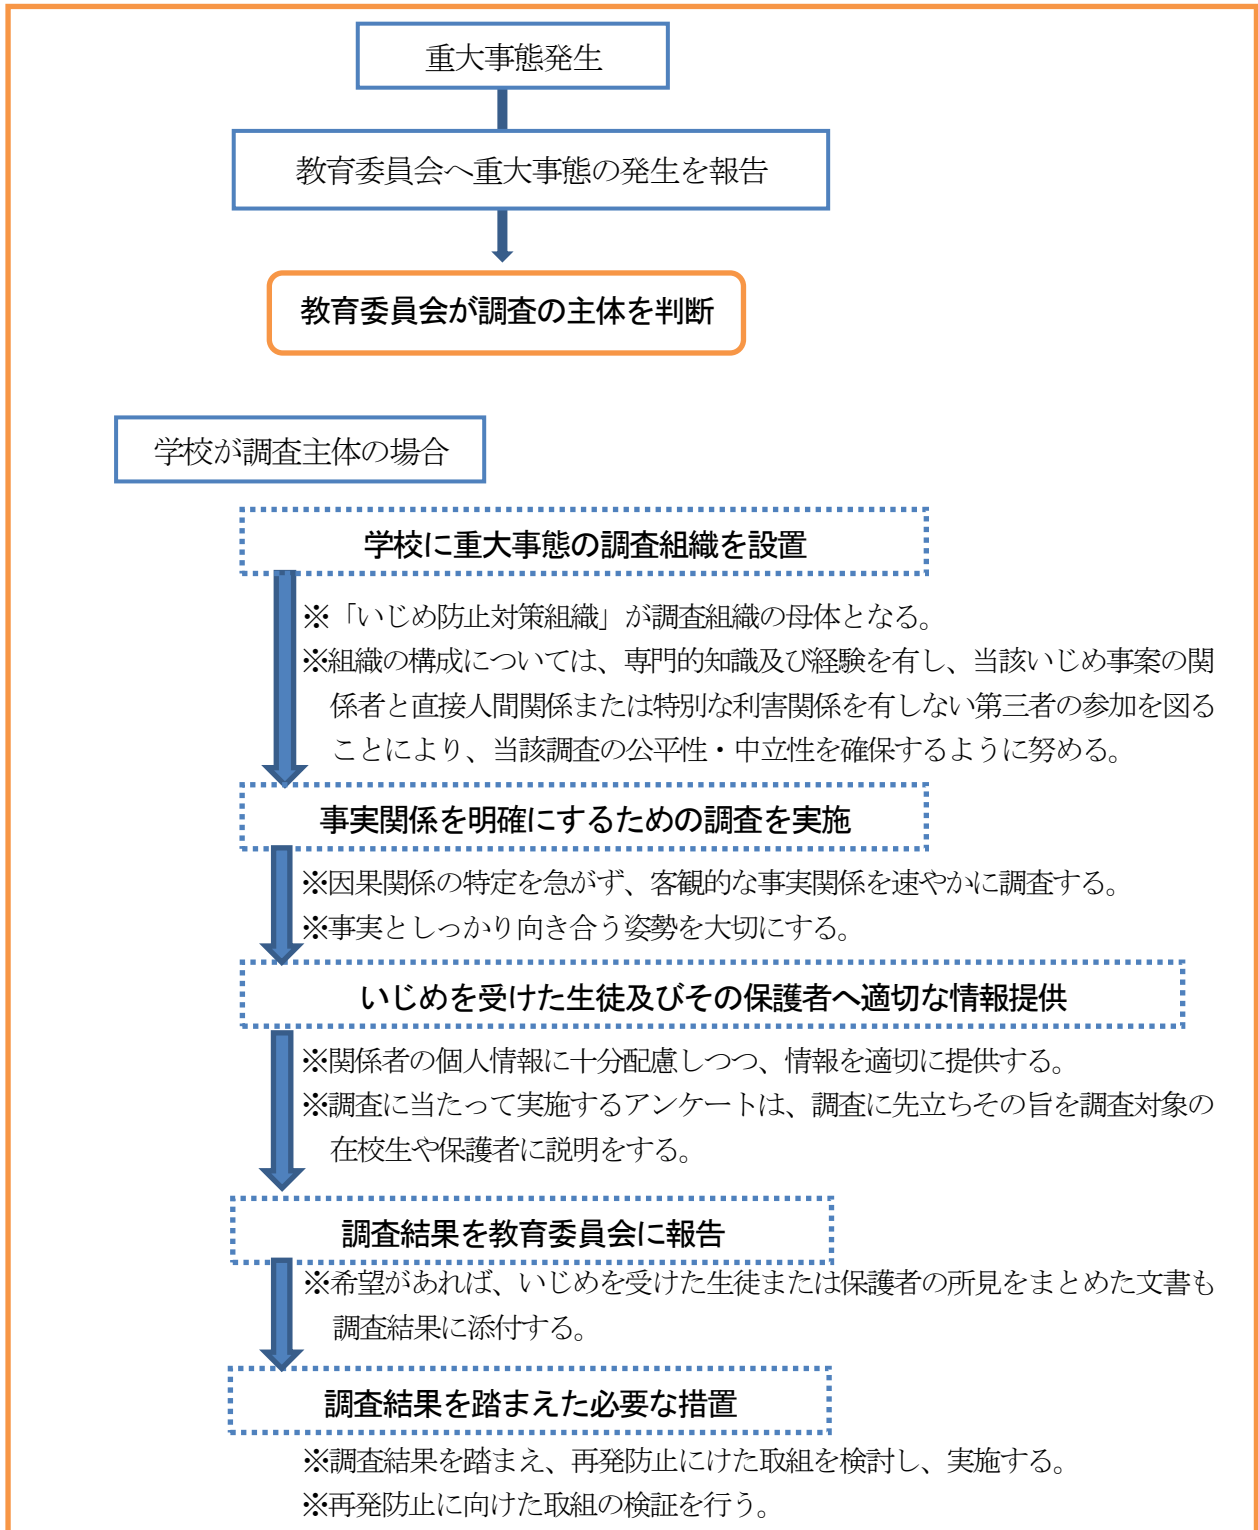 重大事態発生
教育委員会へ重大事態の発生を報告
教育委員会が調査の主体を判断
学校が調査主体の場合
学校に重大事態の調査組織を設置
※「いじめ防止対策組織」が調査組織の母体となる。
※組織の構成については、専門的知識及び経験を有し、当該いじめ事案の関
係者と直接人間関係または特別な利害関係を有しない第三者の参加を図る
ことにより、当該調査の公平性・中立性を確保するように努める。
事実関係を明確にするための調査を実施
※因果関係の特定を急がず、客観的な事実関係を速やかに調査する。
※事実としっかり向き合う姿勢を大切にする。
いじめを受けた生徒及びその保護者へ適切な情報提供
※関係者の個人情報に十分配慮しつつ、情報を適切に提供する。
※調査に当たって実施するアンケートは、調査に先立ちその旨を調査対象の
在校生や保護者に説明をする。
調査結果を教育委員会に報告
※希望があれば、いじめを受けた生徒または保護者の所見をまとめた文書も
調査結果に添付する。
調査結果を踏まえた必要な措置
※調査結果を踏まえ、再発防止にけた取組を検討し、実施する。
※再発防止に向けた取組の検証を行う。